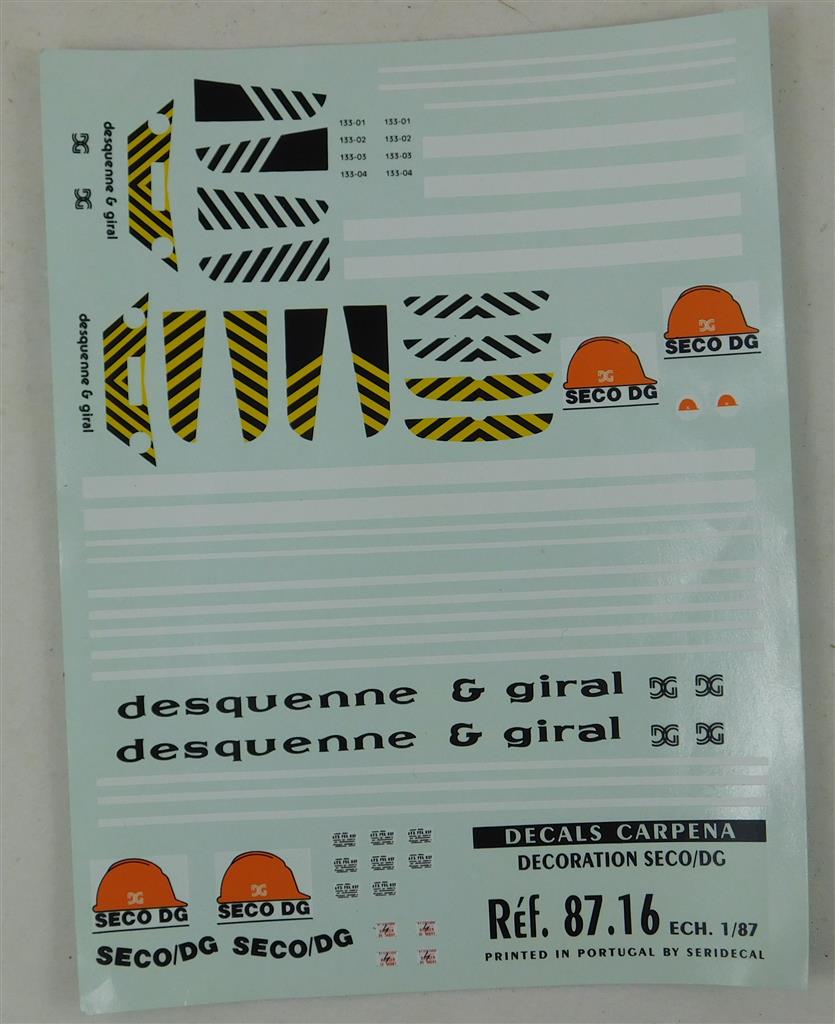 133-01 133-01
133-02 133-02
133-03 133-03
133-04 133-04
DG
DG
desquenne & giral
desquenne & giral
DG
SECO DG
DG
SECO DG
desquenne & giral DG DG
desquenne & giral DG DG
DG
SECO DG
DG
SECO DG
SECO/DG
SECO/DG
DECALS CARPENA
DECORATION SECO/DG
Réf. 87.16 ECH. 1/87
PRINTED IN PORTUGAL BY SERIDECAL